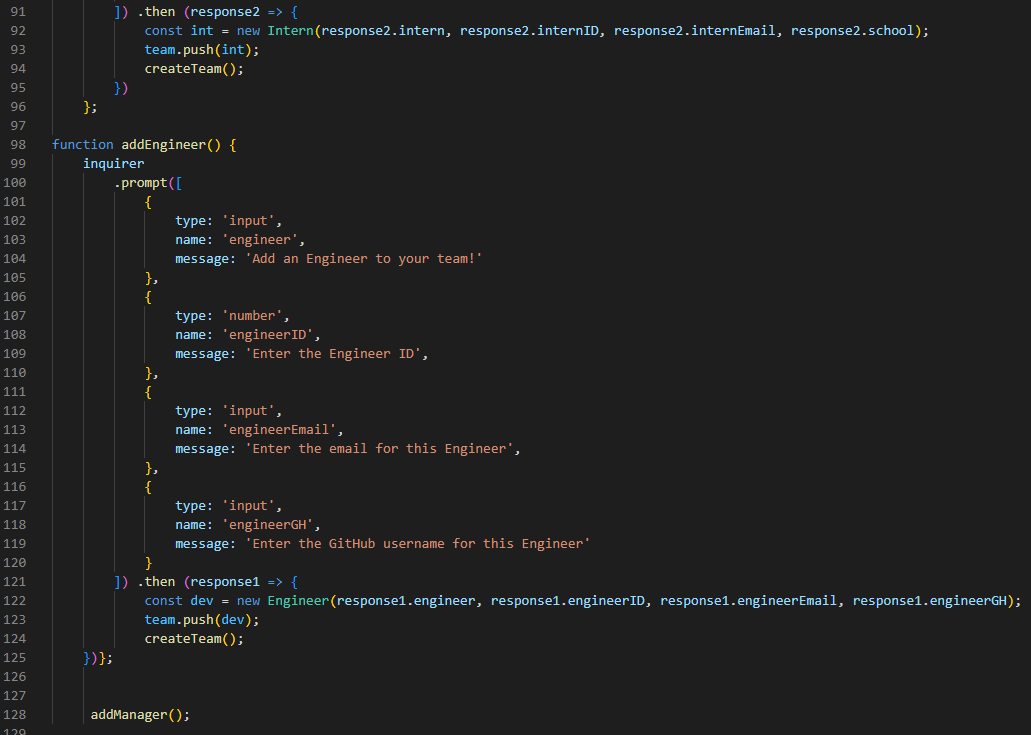 91 ]) .then (response2 => {
92 const int = new Intern(response2.intern, response2.internID, response2.internEmail, response2.school);
93 team.push(int);
94 createTeam();
95 })
96 };
97
98 function addEngineer() {
99 inquirer
100 .prompt([
101 {
102 type: 'input',
103 name: 'engineer',
104 message: 'Add an Engineer to your team!'
105 },
106 {
107 type: 'number',
108 name: 'engineerID',
109 message: 'Enter the Engineer ID',
110 },
111 {
112 type: 'input',
113 name: 'engineerEmail',
114 message: 'Enter the email for this Engineer',
115 },
116 {
117 type: 'input',
118 name: 'engineerGH',
119 message: 'Enter the GitHub username for this Engineer'
120 }
121 ]) .then (response1 => {
122 const dev = new Engineer(response1.engineer, response1.engineerID, response1.engineerEmail, response1.engineerGH);
123 team.push(dev);
124 createTeam();
125 })};
126
127
128 addManager();
129